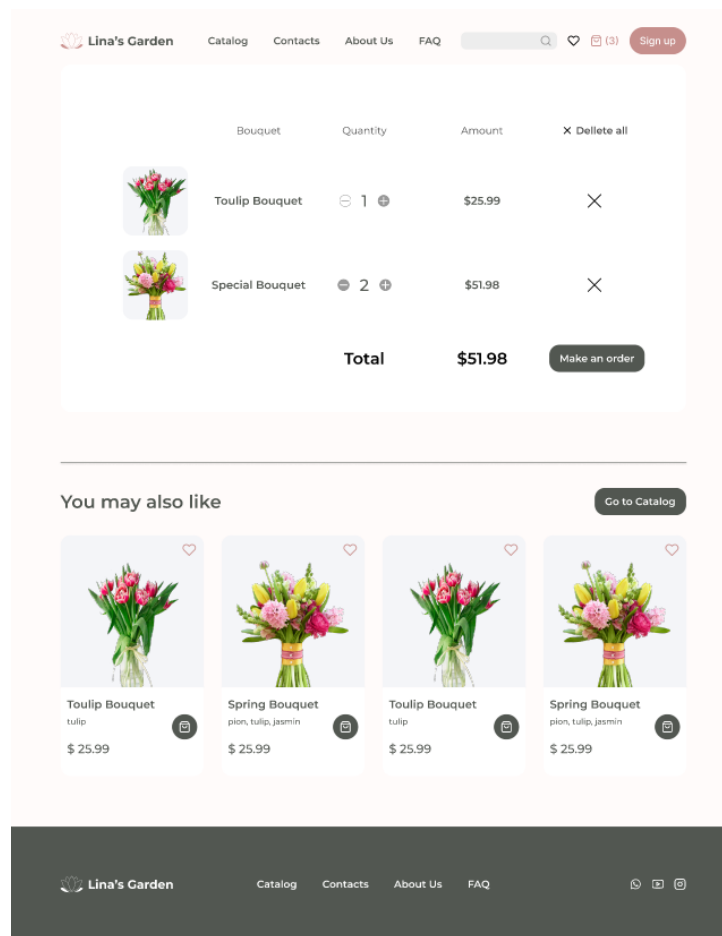 Lina's Garden Catalog Contacts About Us FAQ (3) Sign up
Bouquet Quantity Amount × Dellete all
Toulip Bouquet 1 $25.99
Special Bouquet 2 $51.98
Total $51.98 Make an order
You may also like Go to Catalog
Toulip Bouquet Spring Bouquet Toulip Bouquet Spring Bouquet
tulip pion, tulip, jasmin tulip pion, tulip, jasmin
$ 25.99 $ 25.99 $ 25.99 $ 25.99
Lina's Garden Catalog Contacts About Us FAQ